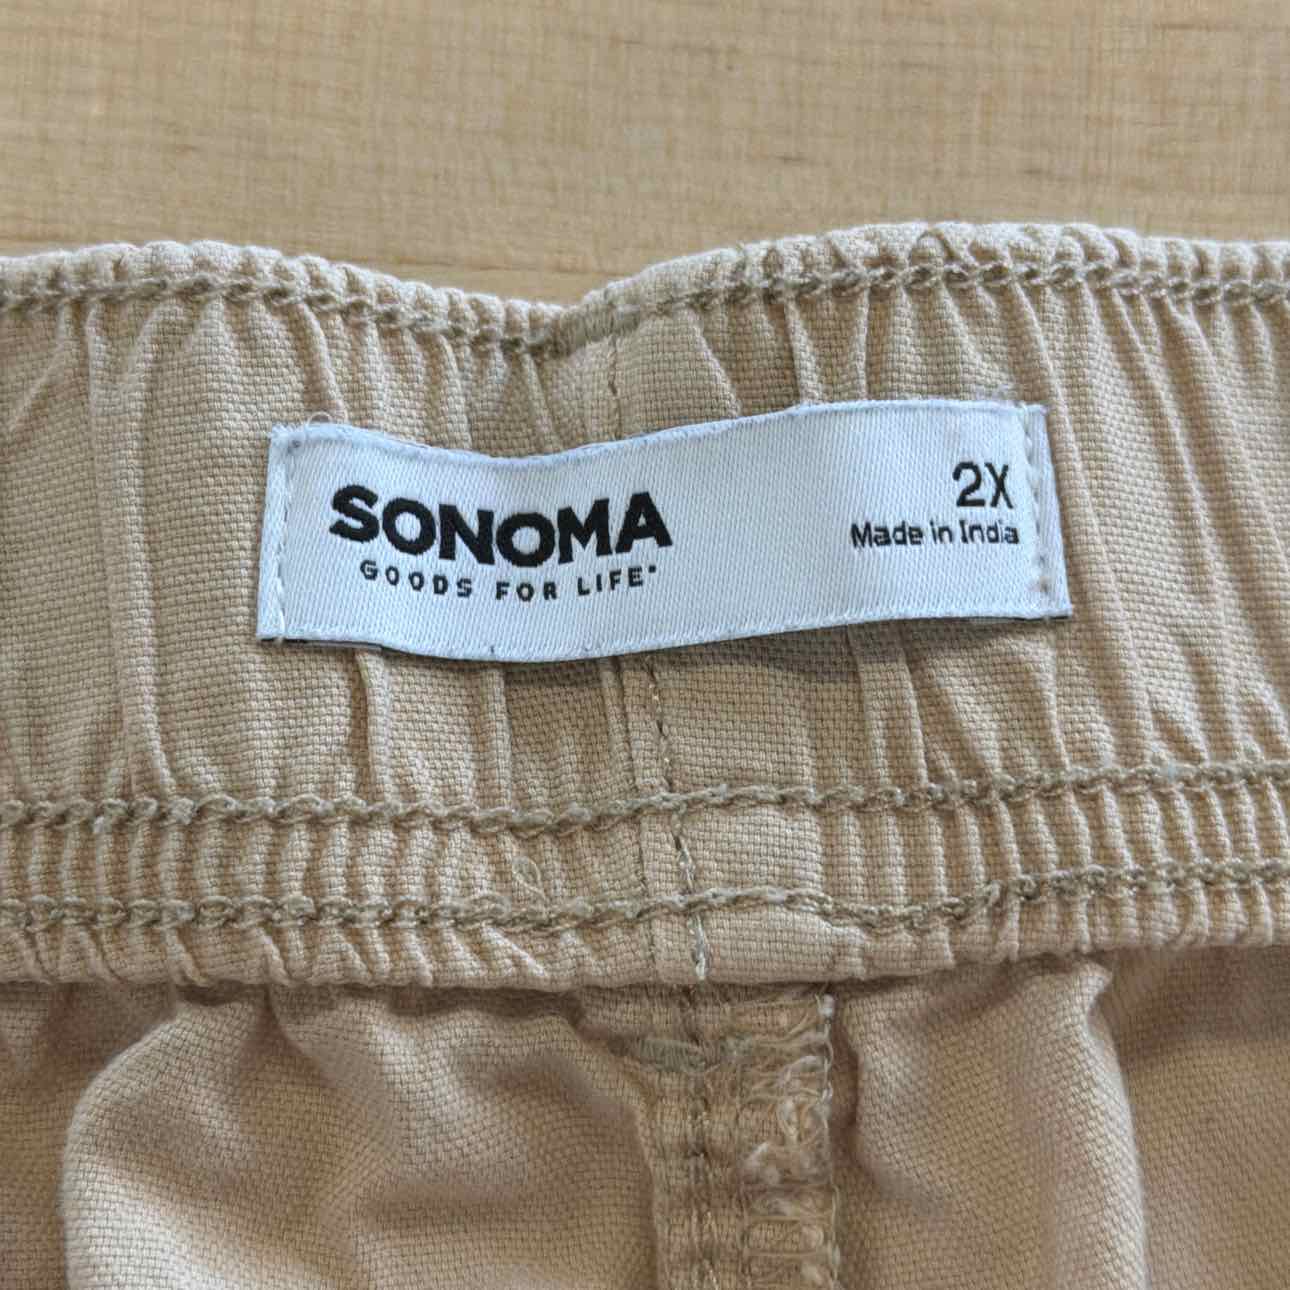 SONOMA
GOODS FOR LIFE
2X
Made in India